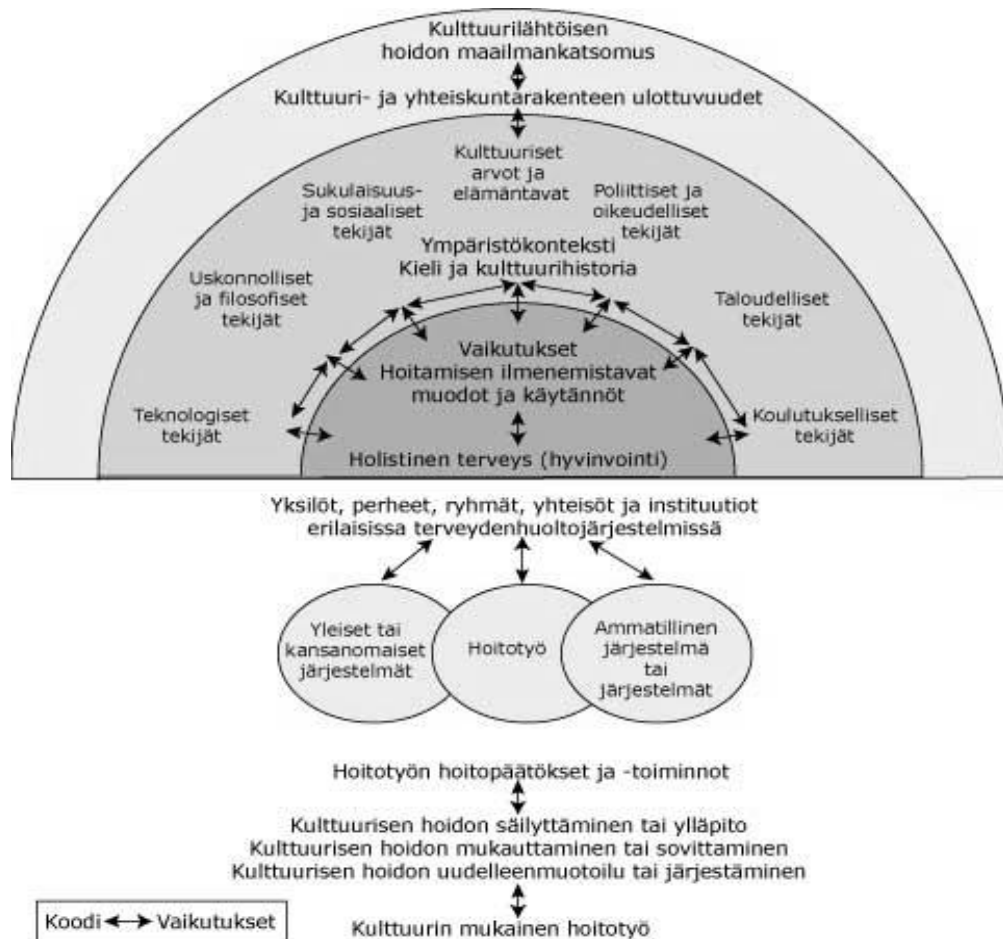 Kulttuurilähtöisen
hoidon maailmankatsomus
Kulttuuri- ja yhteiskuntarakenteen ulottuvuudet
Kulttuuriset
arvot ja
elämäntavat
Sukulaisuus-
ja sosiaaliset
tekijät
Poliittiset ja
oikeudelliset
tekijät
Ympäristökonteksti
Kieli ja kulttuurihistoria
Uskonnolliset
ja filosofiset
tekijät
Taloudelliset
tekijät
Vaikutukset
Hoitamisen ilmenemistavat
muodot ja käytännöt
Teknologiset
tekijät
Koulutukselliset
tekijät
Holistinen terveys (hyvinvointi)
Yksilöt, perheet, ryhmät, yhteisöt ja instituutiot
erilaisissa terveydenhuoltojärjestelmissä
Yleiset tai
kansanomaiset
järjestelmät
Hoitotyö
Ammatillinen
järjestelmä
tai
järjestelmät
Hoitotyön hoitopäätökset ja -toiminnot
Kulttuurisen hoidon säilyttäminen tai ylläpito
Kulttuurisen hoidon mukauttaminen tai sovittaminen
Kulttuurisen hoidon uudelleenmuotoilu tai järjestäminen
Koodi Vaikutukset
Kulttuurin mukainen hoitotyö